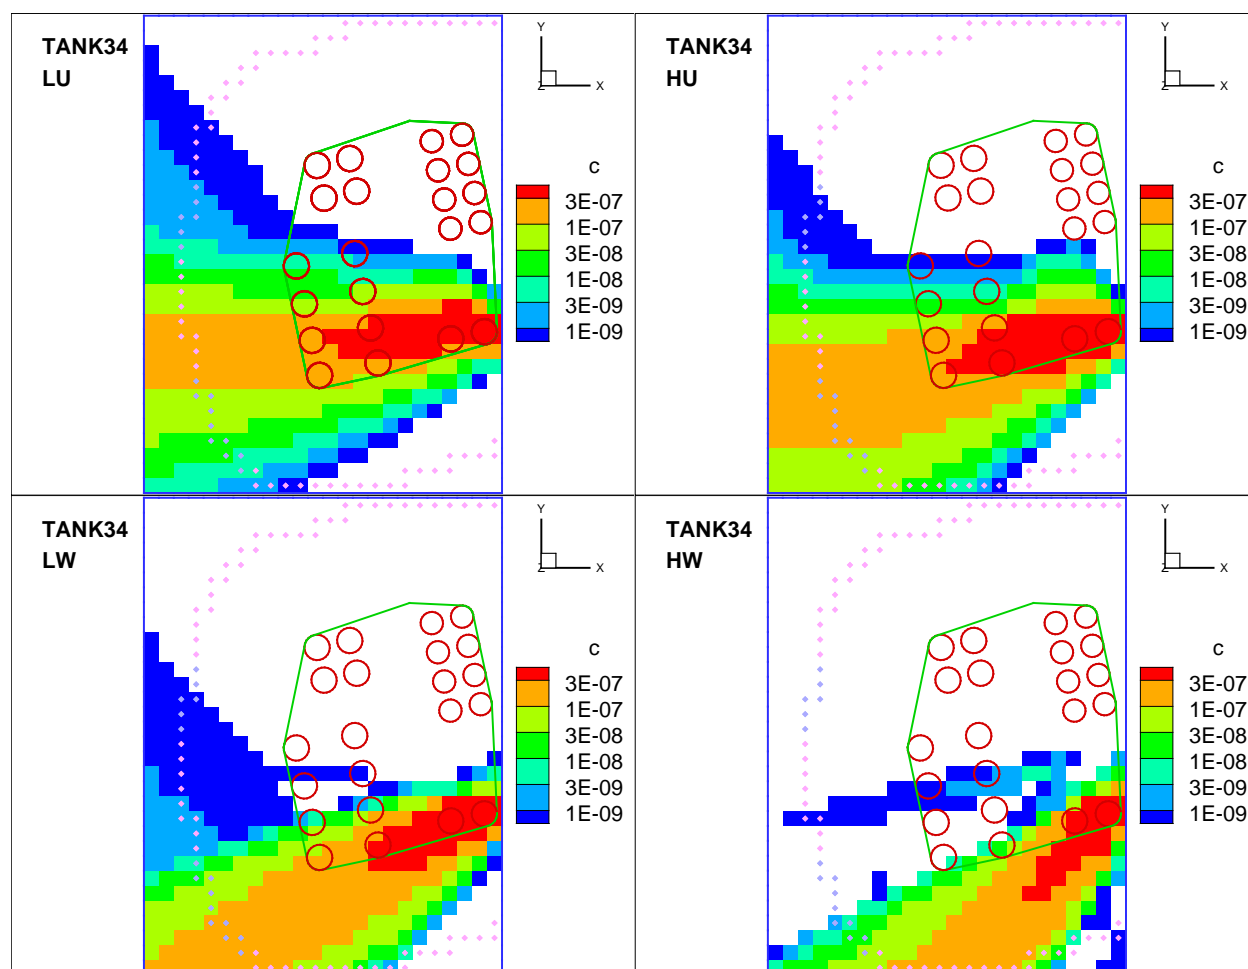 TANK34
LU
Y
Z
X
C
3E-07
1E-07
3E-08
1E-08
3E-09
1E-09
TANK34
HU
Y
Z
X
C
3E-07
1E-07
3E-08
1E-08
3E-09
1E-09
TANK34
LW
Y
Z
X
C
3E-07
1E-07
3E-08
1E-08
3E-09
1E-09
TANK34
HW
Y
Z
X
C
3E-07
1E-07
3E-08
1E-08
3E-09
1E-09